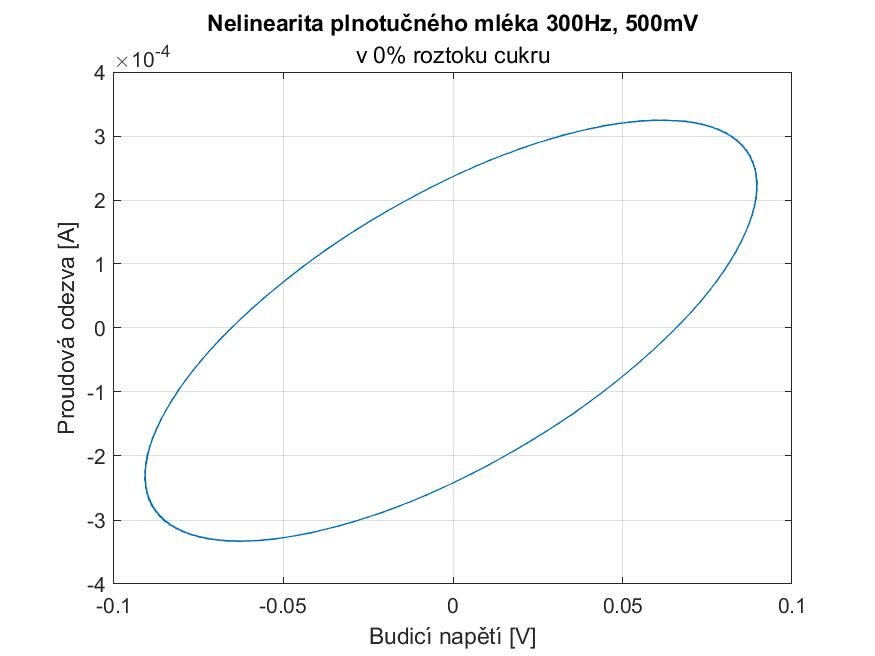 Nelinearita plnotučného mléka 300Hz, 500mV
v 0% roztoku cukru
×10⁻⁴
4
3
2
1
0
-1
-2
-3
-4
Proudová odezva [A]
-0.1 -0.05 0 0.05 0.1
Budicí napětí [V]